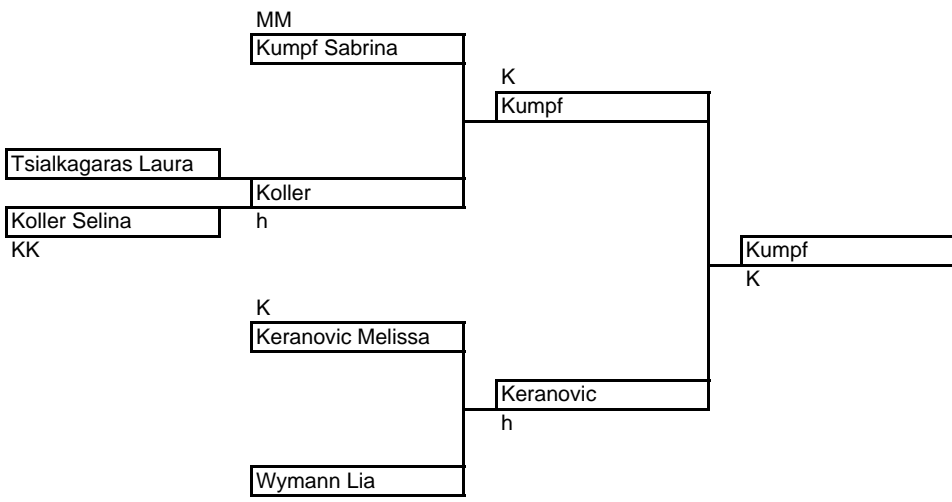 MM
Kumpf Sabrina
K
Kumpf
Tsialkagaras Laura
Koller
Koller Selina
h
KK
Kumpf
K
K
Keranovic Melissa
Keranovic
h
Wymann Lia